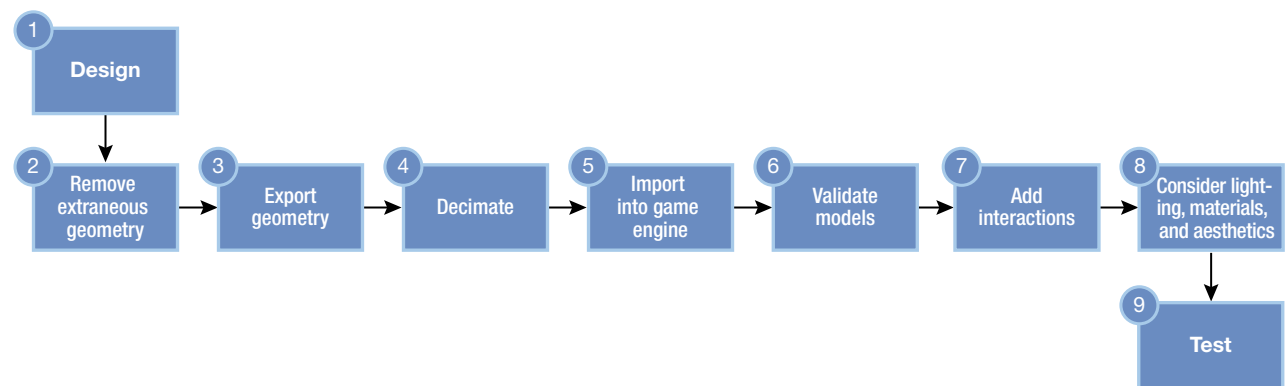 1
Design
2
Remove
extraneous
geometry
3
Export
geometry
4
Decimate
5
Import
into game
engine
6
Validate
models
7
Add
interactions
8
Consider light-
ing, materials,
and aesthetics
9
Test